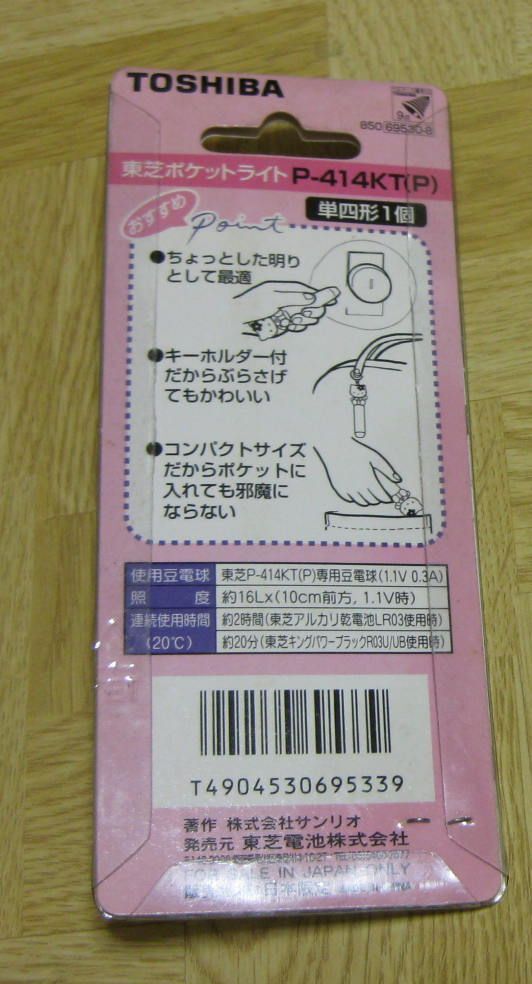 TOSHIBA
850 69530-8
東芝ポケットライト P-414KT(P)
単四形1個
おすすめ
Point
●ちょっとした明り
として最適
●キーホルダー付
だからぶらさげ
てもかわいい
●コンパクトサイズ
だからポケットに
入れても邪魔に
ならない
使用豆電球 東芝P-414KT(P)専用豆電球(1.1V 0.3A)
照度 約16Lx(10cm前方, 1.1V時)
連続使用時間 約2時間(東芝アルカリ乾電池LR03使用時)
(20℃) 約20分(東芝キングパワーブラックR03U/UB使用時)
T4904530695339
著作 株式会社サンリオ
発売元 東芝電池株式会社
FOR SALE IN JAPAN ONLY
日本限定